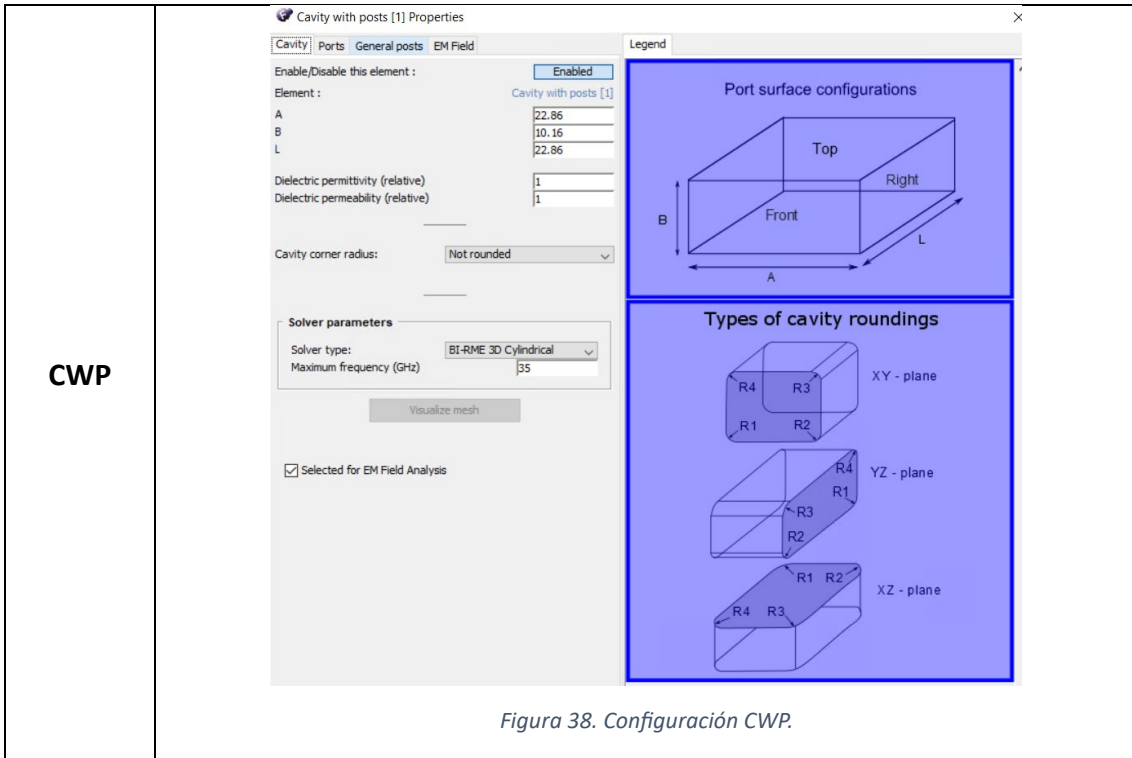 CWP
Cavity with posts [1] Properties
Cavity Ports General posts EM Field
Enable/Disable this element : Enabled
Element : Cavity with posts [1]
A 22.86
B 10.16
L 22.86
Dielectric permittivity (relative) 1
Dielectric permeability (relative) 1
Cavity corner radius: Not rounded
Solver parameters
Solver type: BI-RME 3D Cylindrical
Maximum frequency (GHz) 35
Visualize mesh
Selected for EM Field Analysis
Legend
Port surface configurations
Top
Right
Front
B
L
A
Types of cavity roundings
R4 R3
XY - plane
R1 R2
R4
YZ - plane
R1
R3
R2
R1 R2
XZ - plane
R4 R3
Figura 38. Configuración CWP.